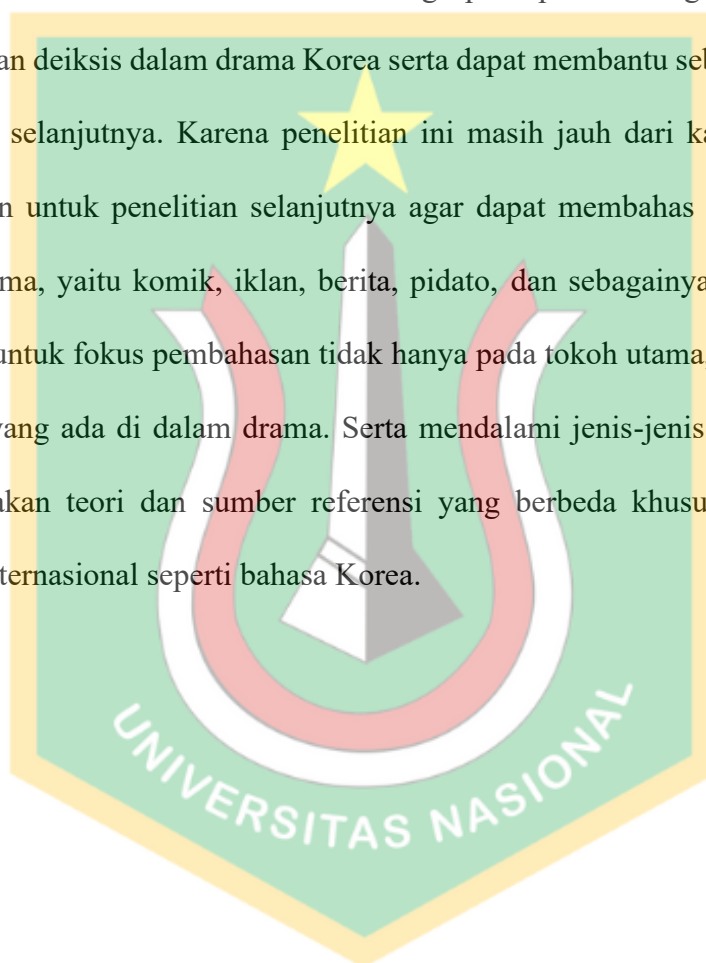 an deiksis dalam drama Korea serta dapat membantu seb
selanjutnya. Karena penelitian ini masih jauh dari ka
n untuk penelitian selanjutnya agar dapat membahas
ma, yaitu komik, iklan, berita, pidato, dan sebagainya
untuk fokus pembahasan tidak hanya pada tokoh utama,
yang ada di dalam drama. Serta mendalami jenis-jenis
akan teori dan sumber referensi yang berbeda khusu
nternasional seperti bahasa Korea.
UNIVERSITAS NASIONAL